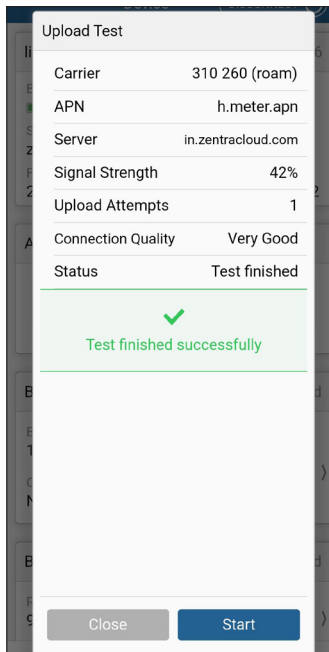 Upload Test
Carrier 310 260 (roam)
APN h.meter.apn
Server in.zentracloud.com
Signal Strength 42%
Upload Attempts 1
Connection Quality Very Good
Status Test finished
Test finished successfully
Close Start